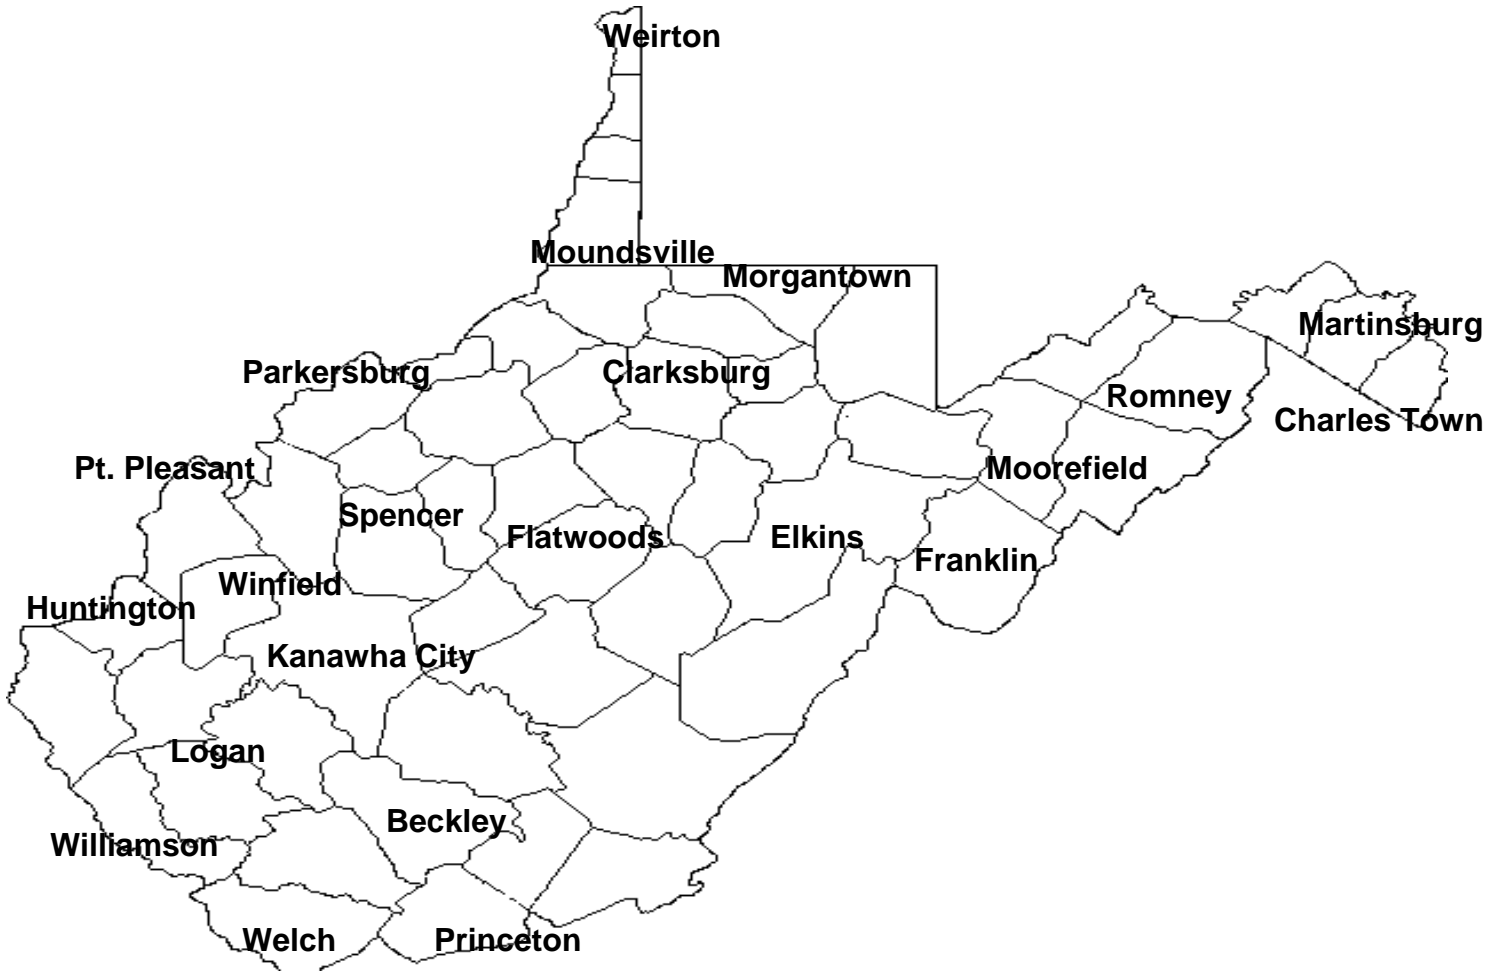 Weirton
Moundsville
Morgantown
Martinsburg
Parkersburg
Clarksburg
Romney
Charles Town
Pt. Pleasant
Moorefield
Spencer
Flatwoods
Elkins
Franklin
Winfield
Huntington
Kanawha City
Logan
Beckley
Williamson
Welch
Princeton